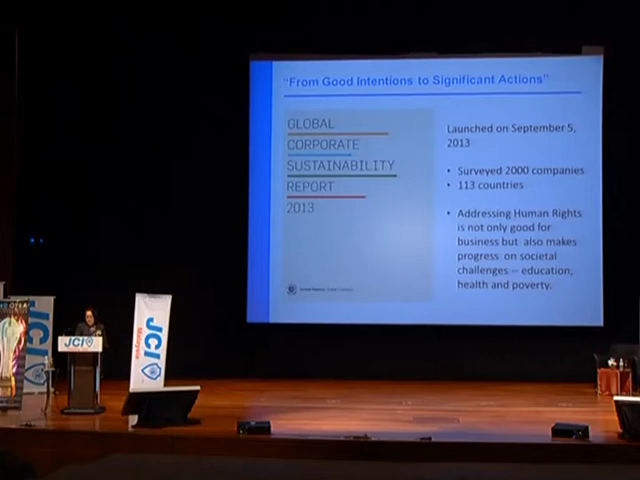 "From Good Intentions to Significant Actions"
GLOBAL
CORPORATE
SUSTAINABILITY
REPORT
2013
Launched on September 5,
2013
• Surveyed 2000 companies
• 113 countries
• Addressing Human Rights
is not only good for
business but also makes
progress on societal
challenges -- education,
health and poverty.
JCI
JCI
JCI
Malaysia